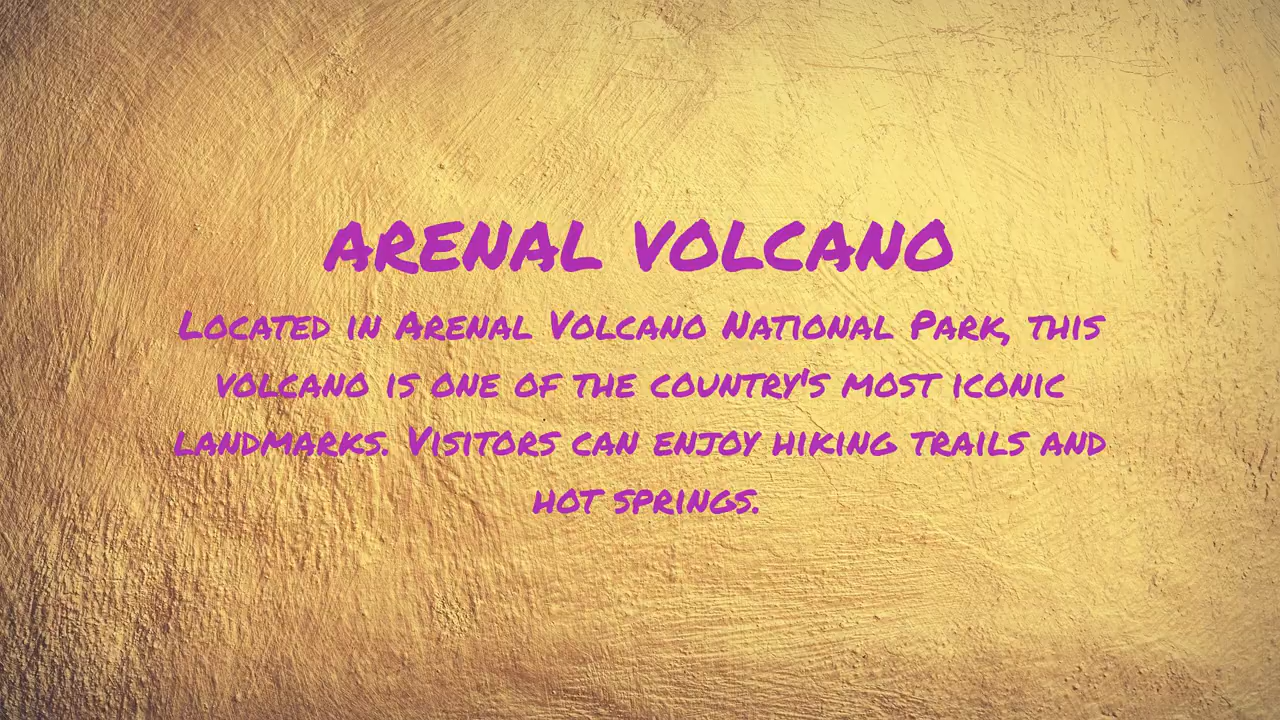 ARENAL VOLCANO
Located in Arenal Volcano National Park, this
volcano is one of the country's most iconic
landmarks. Visitors can enjoy hiking trails and
hot springs.